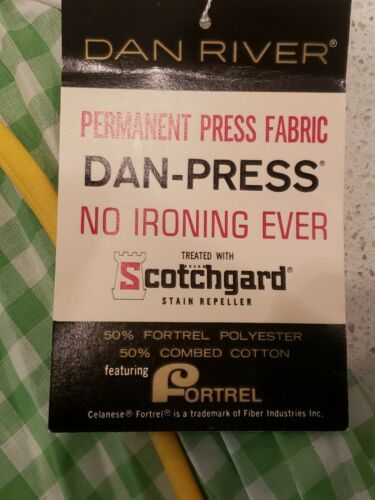 DAN RIVER®
PERMANENT PRESS FABRIC
DAN-PRESS®
NO IRONING EVER
TREATED WITH
Scotchgard®
STAIN REPELLER
50% FORTREL POLYESTER
50% COMBED COTTON
featuring
FORTREL
Celanese® Fortrel® is a trademark of Fiber Industries Inc.